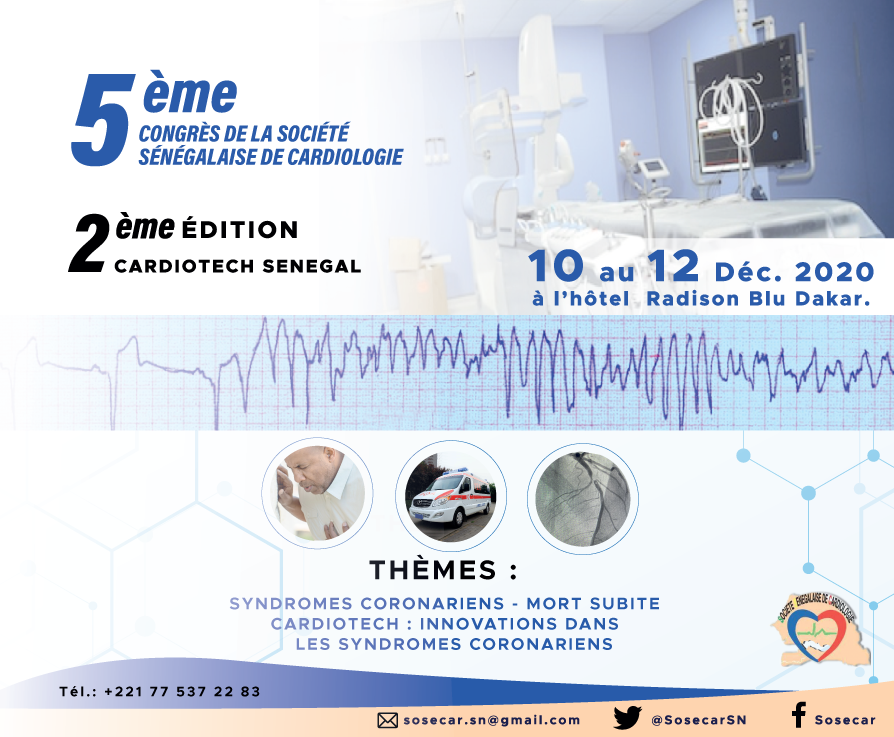 5ème
CONGRÈS DE LA SOCIÉTÉ
SÉNÉGALAISE DE CARDIOLOGIE
2ème ÉDITION
CARDIOTECH SENEGAL
10 au 12 Déc. 2020
à l'hôtel Radison Blu Dakar.
THÈMES :
SYNDROMES CORONARIENS - MORT SUBITE
CARDIOTECH : INNOVATIONS DANS
LES SYNDROMES CORONARIENS
SOCIÉTÉ SÉNÉGALAISE DE CARDIOLOGIE
Tél.: +221 77 537 22 83
sosecar.sn@gmail.com
@SosecarSN
Sosecar